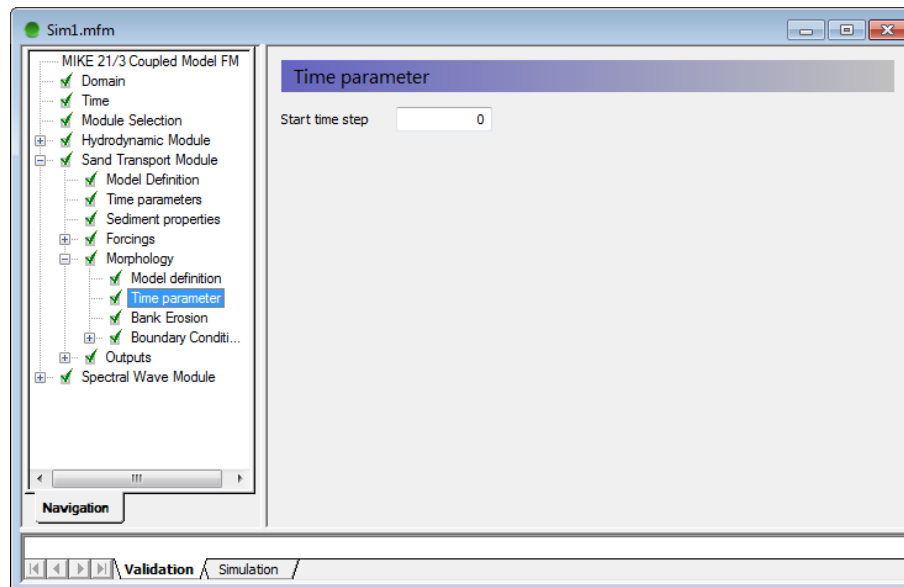 Sim1.mfm
MIKE 21/3 Coupled Model FM
Domain
Time
Module Selection
Hydrodynamic Module
Sand Transport Module
Model Definition
Time parameters
Sediment properties
Forcings
Morphology
Model definition
Time parameter
Bank Erosion
Boundary Conditi...
Outputs
Spectral Wave Module
Navigation
Time parameter
Start time step 0
Validation Simulation